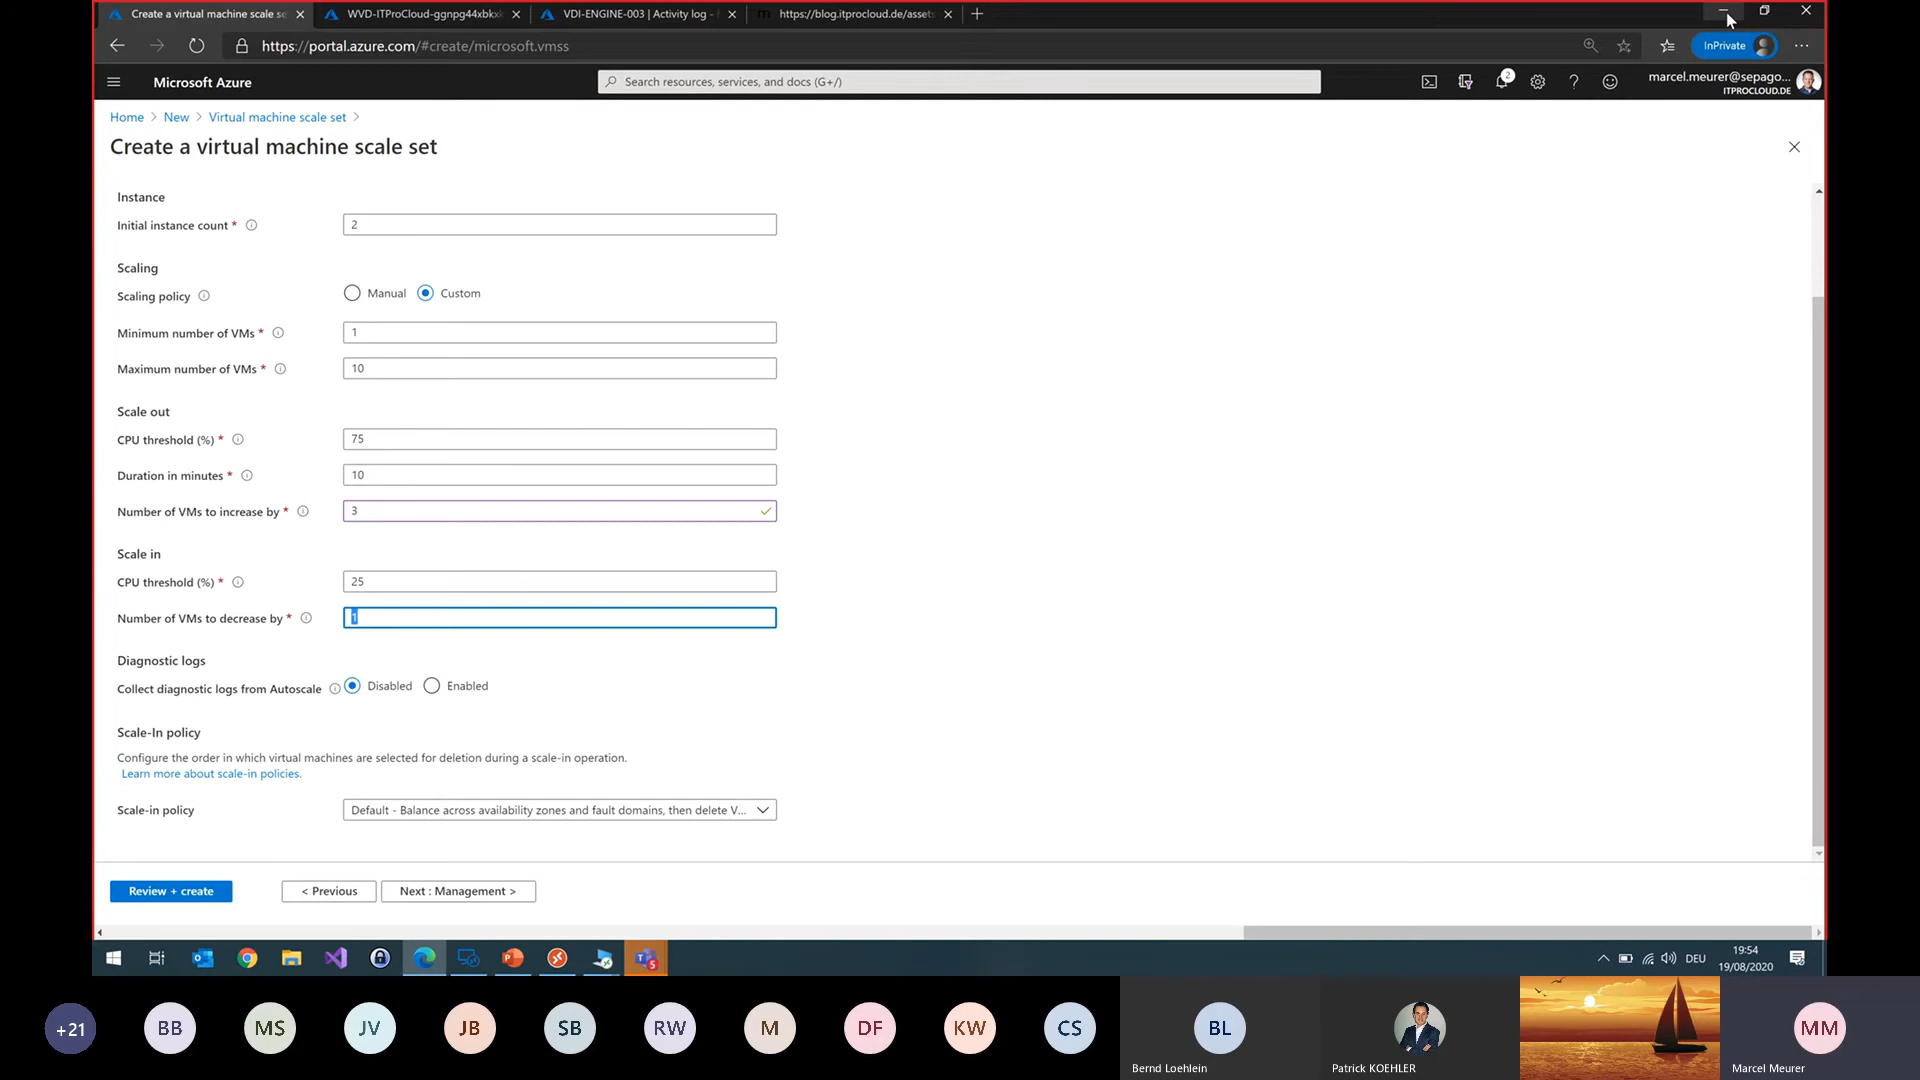 Create a virtual machine scale se
WVD-ITProCloud-ggnpg44xbkx
VDI-ENGINE-003 | Activity log -
https://blog.itprocloud.de/assets
https://portal.azure.com/#create/microsoft.vmss
InPrivate
Microsoft Azure
Search resources, services, and docs (G+/)
2
marcel.meurer@sepago...
ITPROCLOUD.DE
Home > New > Virtual machine scale set >
Create a virtual machine scale set
Instance
Initial instance count *
2
Scaling
Scaling policy
Manual
Custom
Minimum number of VMs *
1
Maximum number of VMs *
10
Scale out
CPU threshold (%) *
75
Duration in minutes *
10
Number of VMs to increase by *
3
Scale in
CPU threshold (%) *
25
Number of VMs to decrease by *
1
Diagnostic logs
Collect diagnostic logs from Autoscale
Disabled
Enabled
Scale-In policy
Configure the order in which virtual machines are selected for deletion during a scale-in operation.
Learn more about scale-in policies.
Scale-in policy
Default - Balance across availability zones and fault domains, then delete V...
Review + create
< Previous
Next : Management >
DEU
19:54
19/08/2020
+21
BB
MS
JV
JB
SB
RW
M
DF
KW
CS
BL
MM
Bernd Loehlein
Patrick KOEHLER
Marcel Meurer